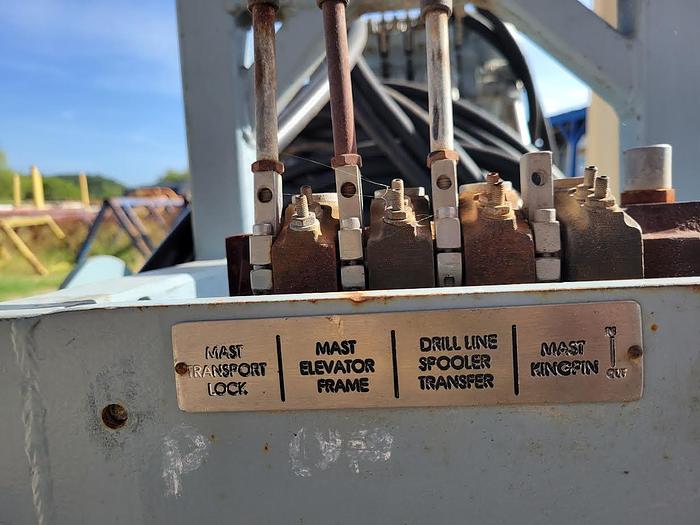 MAST
TRANSPORT
LOCK
MAST
ELEVATOR
FRAME
DRILL LINE
SPOOLER
TRANSFER
MAST
KINGPIN
IN
OUT